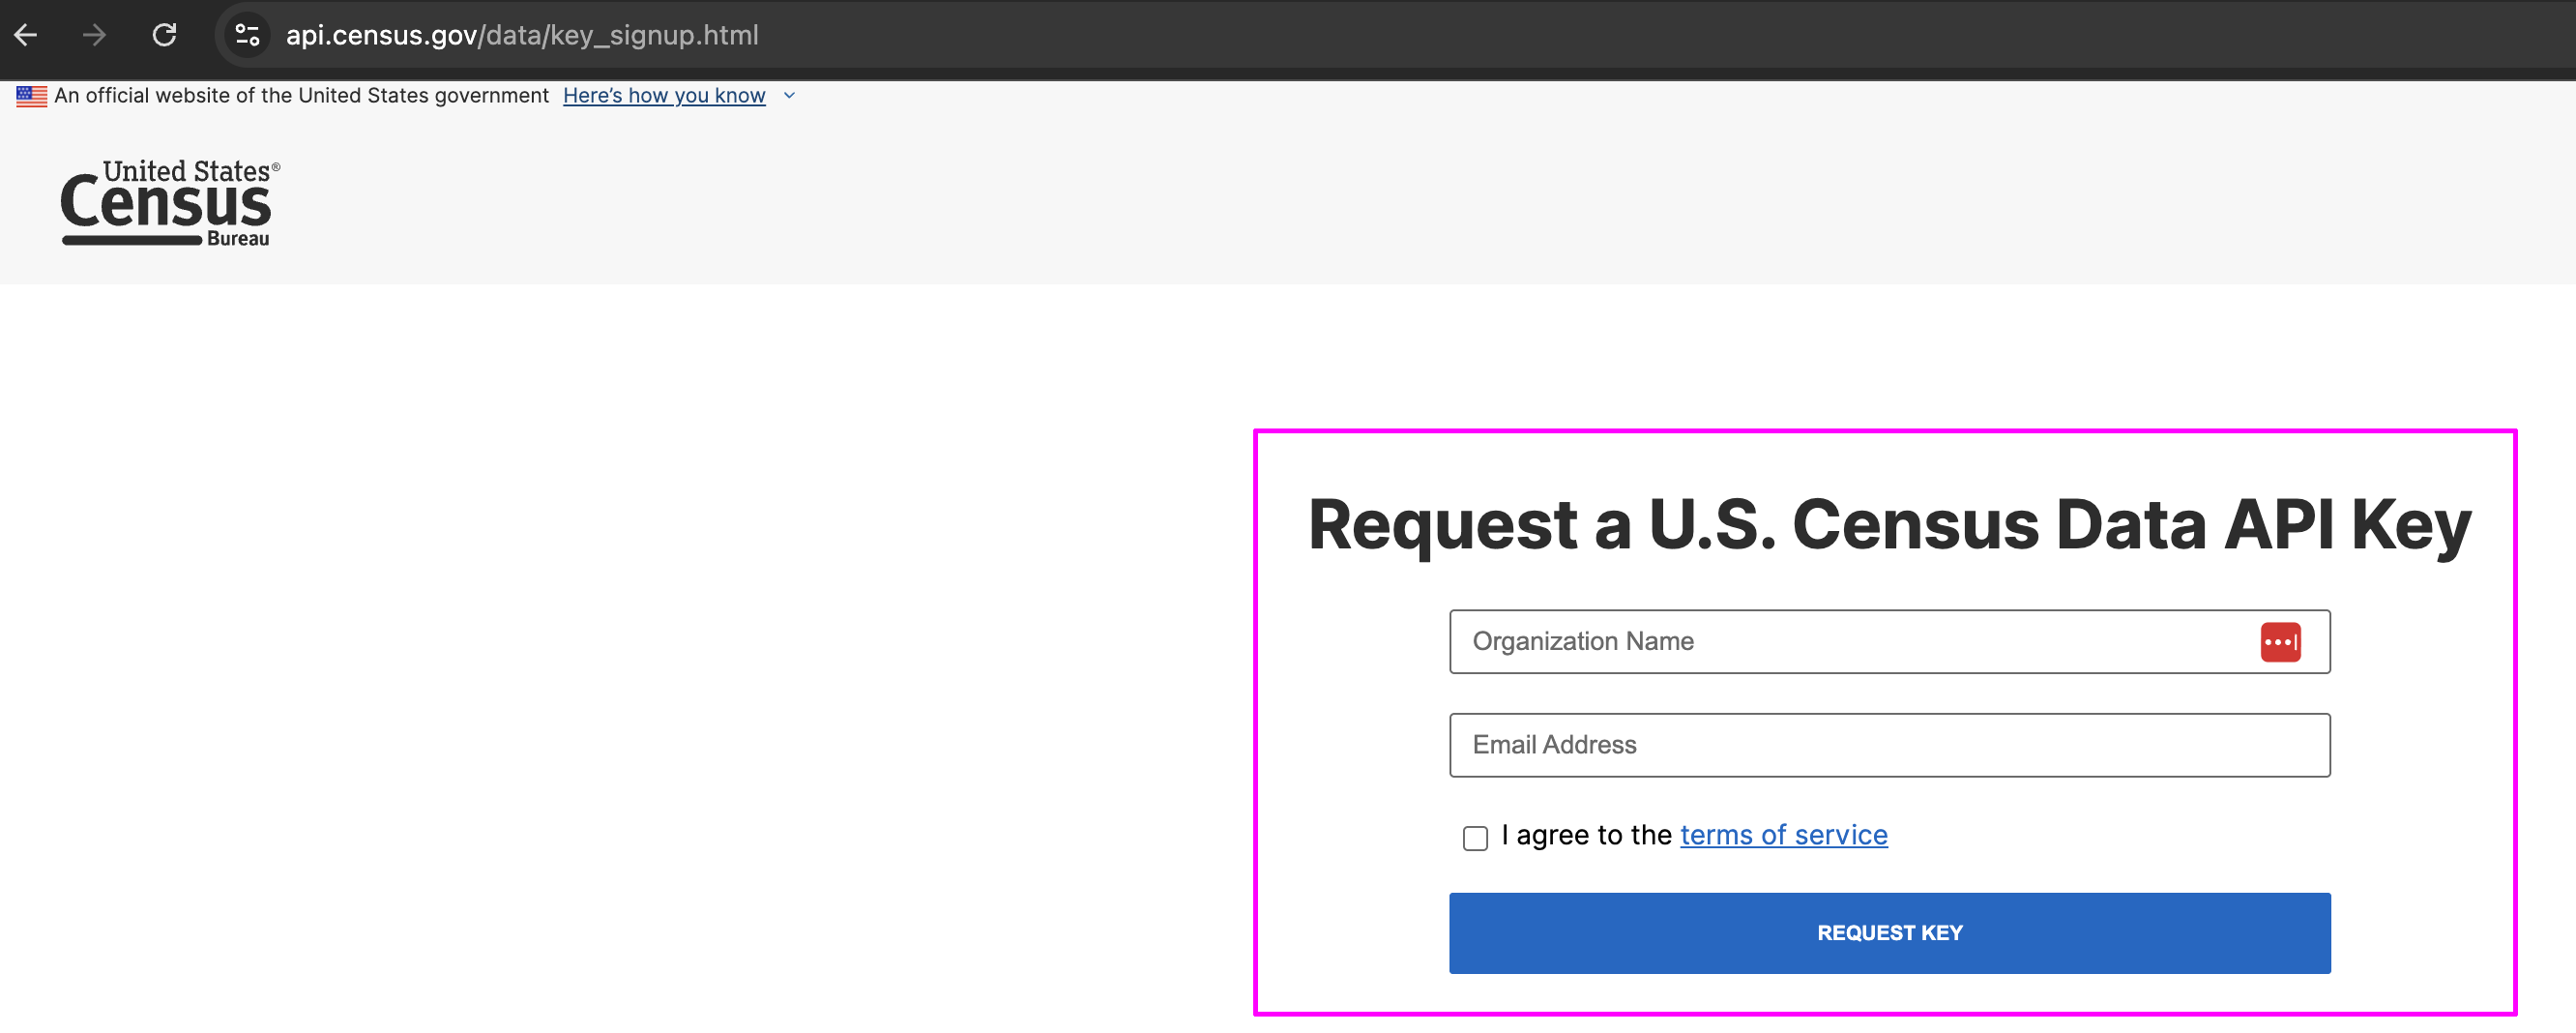 api.census.gov/data/key_signup.html
An official website of the United States government Here’s how you know
United States®
Census
Bureau
Request a U.S. Census Data API Key
Organization Name
Email Address
I agree to the terms of service
REQUEST KEY